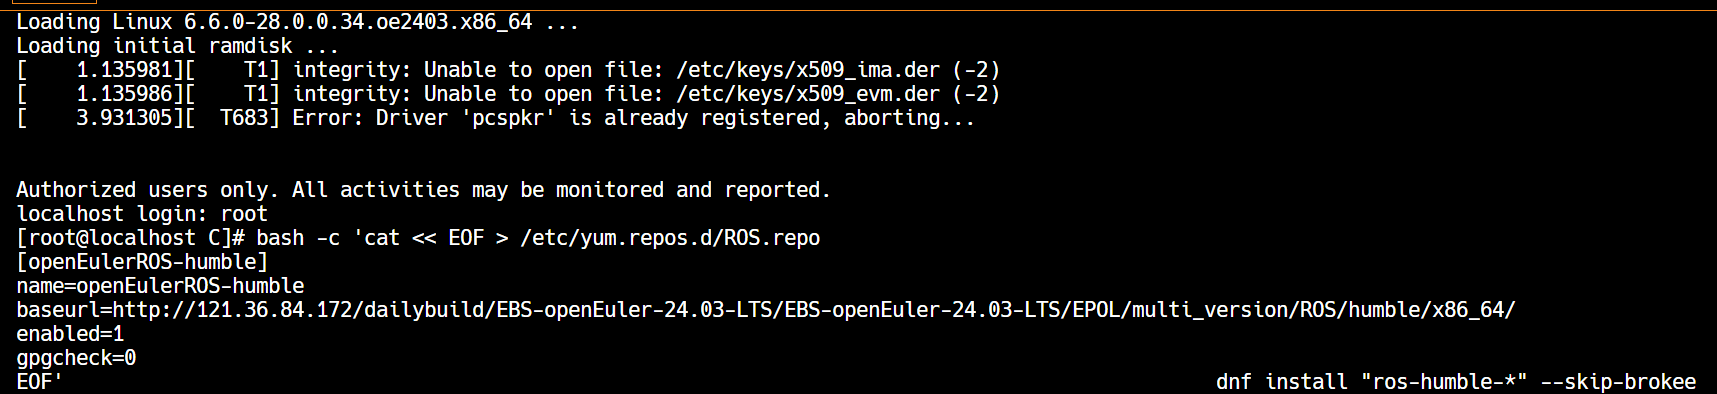 Loading Linux 6.6.0-28.0.0.34.oe2403.x86_64 ...
Loading initial ramdisk ...
[    1.135981][    T1] integrity: Unable to open file: /etc/keys/x509_ima.der (-2)
[    1.135986][    T1] integrity: Unable to open file: /etc/keys/x509_evm.der (-2)
[    3.931305][  T683] Error: Driver 'pcspkr' is already registered, aborting...
Authorized users only. All activities may be monitored and reported.
localhost login: root
[root@localhost C]# bash -c 'cat << EOF > /etc/yum.repos.d/ROS.repo
[openEulerROS-humble]
name=openEulerROS-humble
baseurl=http://121.36.84.172/dailybuild/EBS-openEuler-24.03-LTS/EBS-openEuler-24.03-LTS/EPOL/multi_version/ROS/humble/x86_64/
enabled=1
gpgcheck=0
EOF' dnf install "ros-humble-*" --skip-brokee